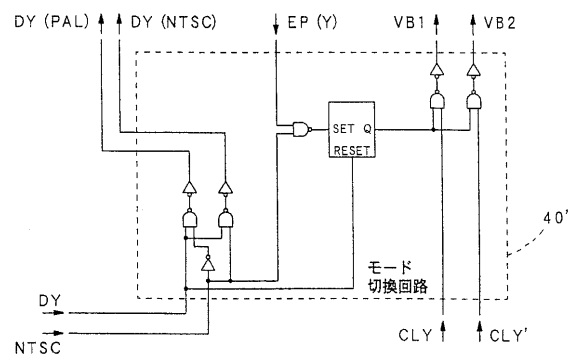 DY (PAL)
DY (NTSC)
EP (Y)
VB1
VB2
SET Q
RESET
40'
モード
切換回路
DY
NTSC
CLY
CLY'